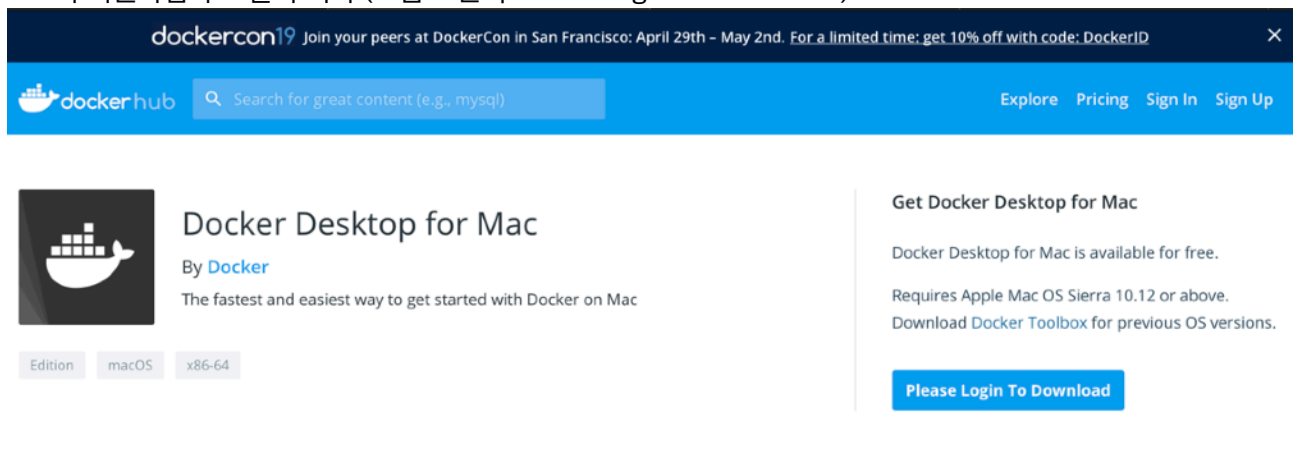 dockercon19 Join your peers at DockerCon in San Francisco: April 29th – May 2nd. For a limited time: get 10% off with code: DockerID
docker hub Search for great content (e.g., mysql) Explore Pricing Sign In Sign Up
Docker Desktop for Mac
By Docker
The fastest and easiest way to get started with Docker on Mac
Edition macOS x86-64
Get Docker Desktop for Mac
Docker Desktop for Mac is available for free.
Requires Apple Mac OS Sierra 10.12 or above.
Download Docker Toolbox for previous OS versions.
Please Login To Download